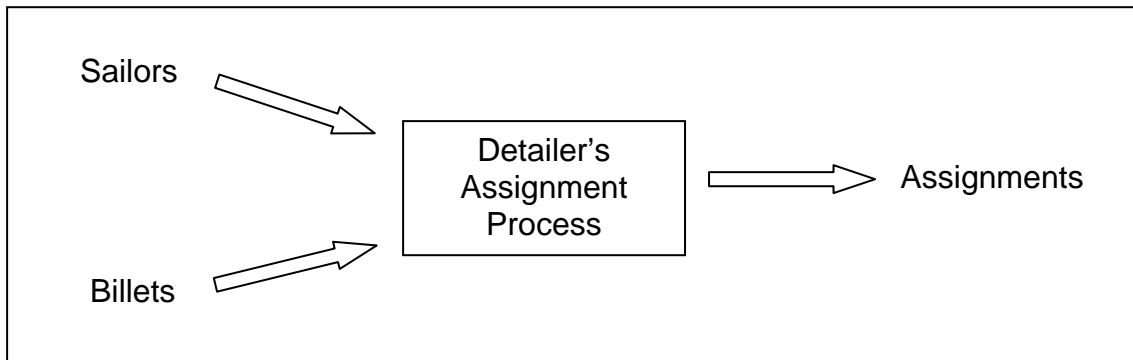 Sailors
Detailer’s
Assignment
Process
Assignments
Billets